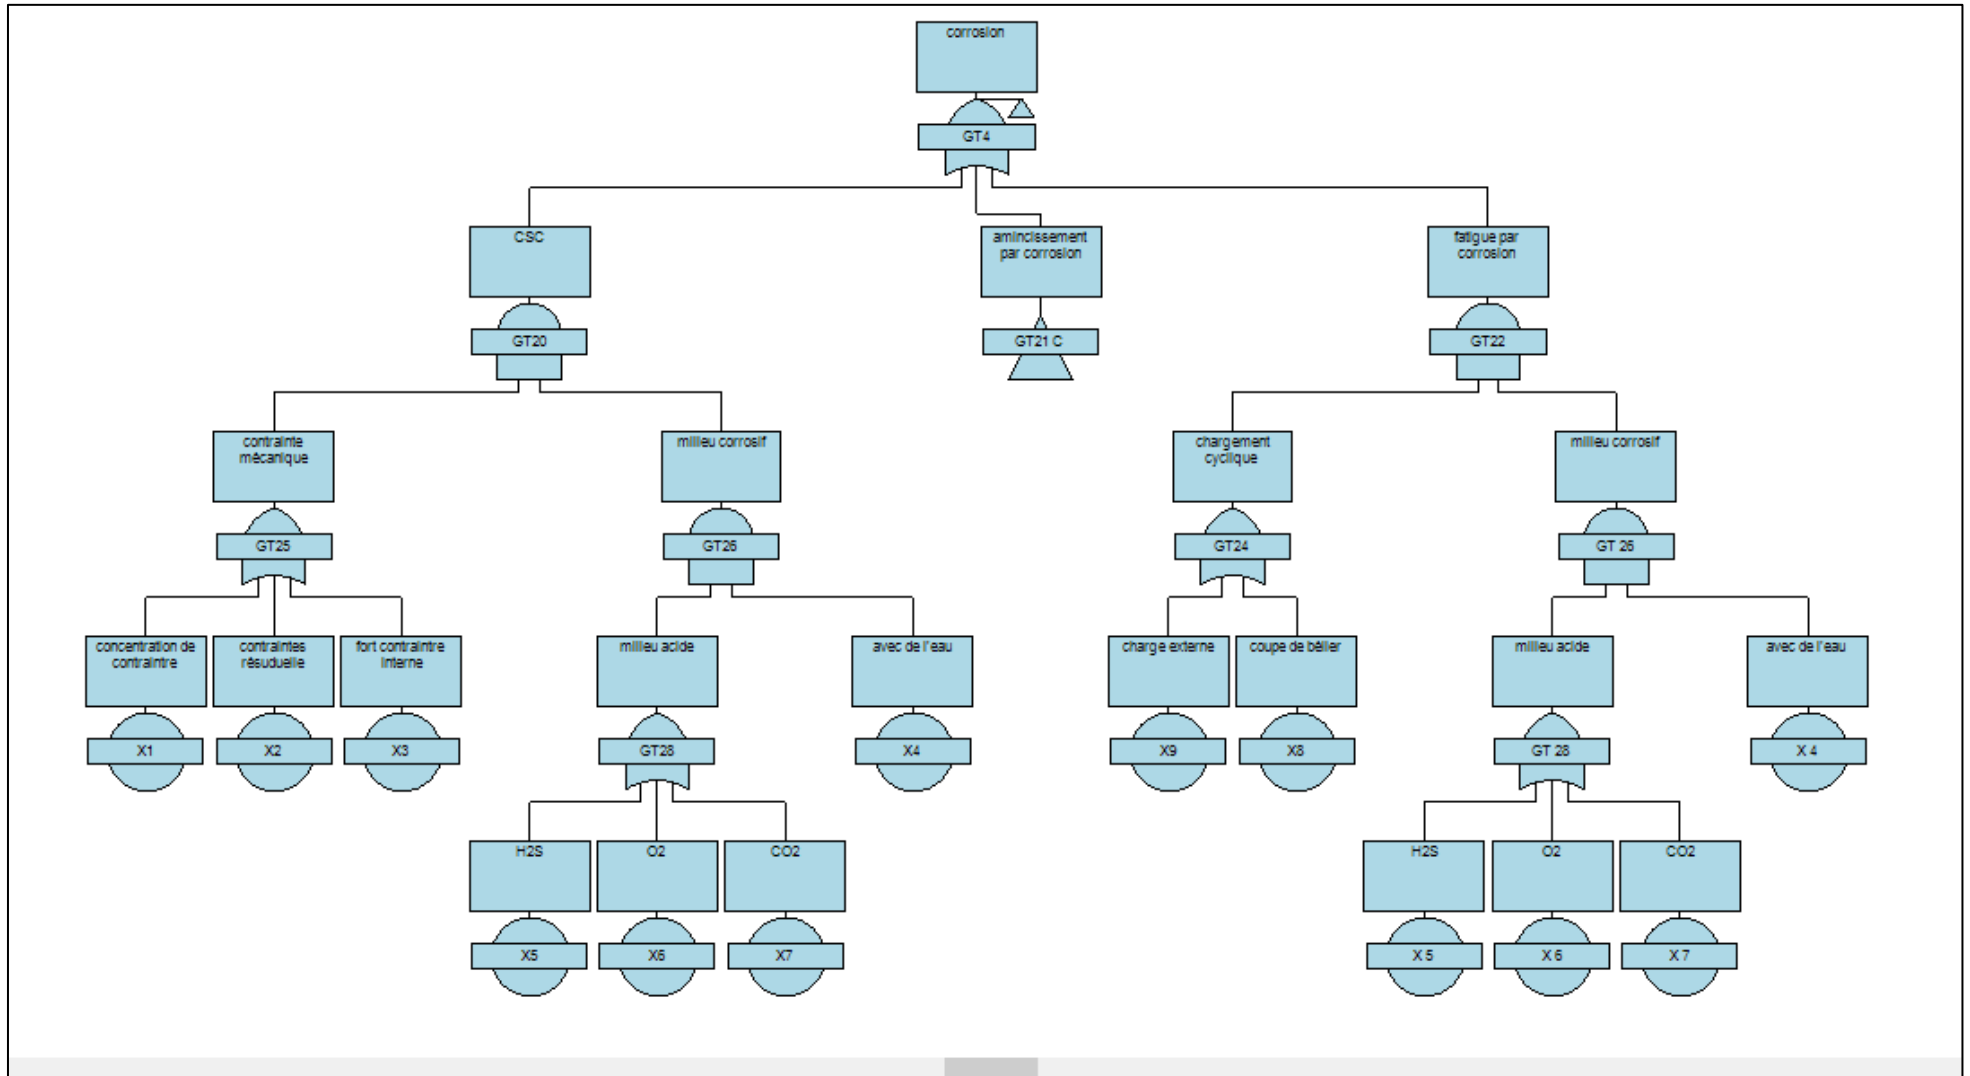 corrosion
GT4
CSC
amincissement
par corrosion
fatigue par
corrosion
GT20
GT21 C
GT22
contrainte
mécanique
milieu corrosif
chargement
cyclique
milieu corrosif
GT25
GT26
GT24
GT 26
concentration de
contraintre
contraintes
résuduelle
fort contraintre
interne
milieu acide
avec de l'eau
charge externe
coupe de bélier
milieu acide
avec de l'eau
X1
X2
X3
GT28
X4
X9
X8
GT 28
X 4
H2S
O2
CO2
H2S
O2
CO2
X5
X6
X7
X 5
X 6
X 7